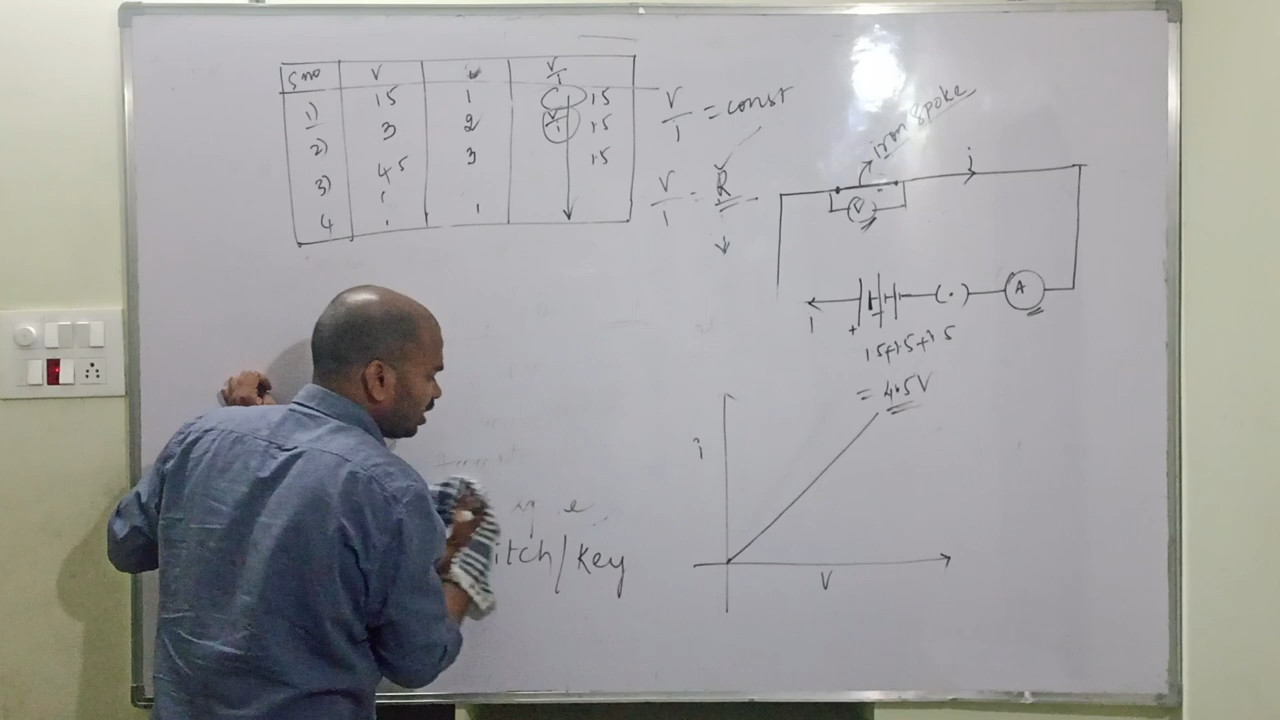 S no V i V/I
1) 1.5 1 1.5
2) 3 2 V/I 1.5
3) 4.5 3 1.5
4
V/I = const
V/I = R
iron spoke
i
V
A
I
+
1.5+1.5+1.5
= 4.5V
i
V
itch/Key